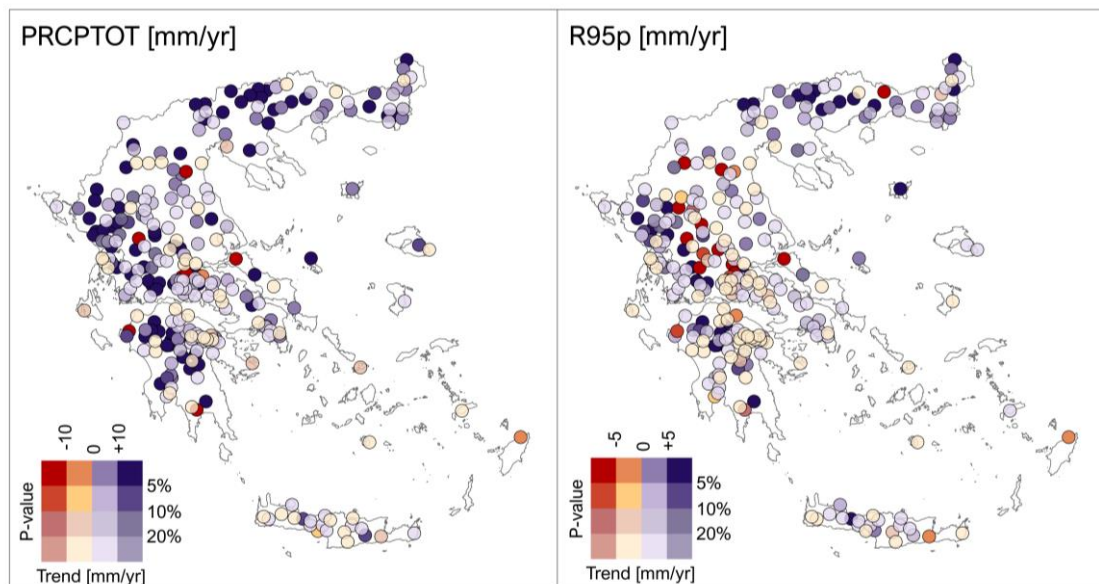 PRCPTOT [mm/yr]
-10
0
+10
P-value
5%
10%
20%
Trend [mm/yr]
R95p [mm/yr]
-5
0
+5
P-value
5%
10%
20%
Trend [mm/yr]